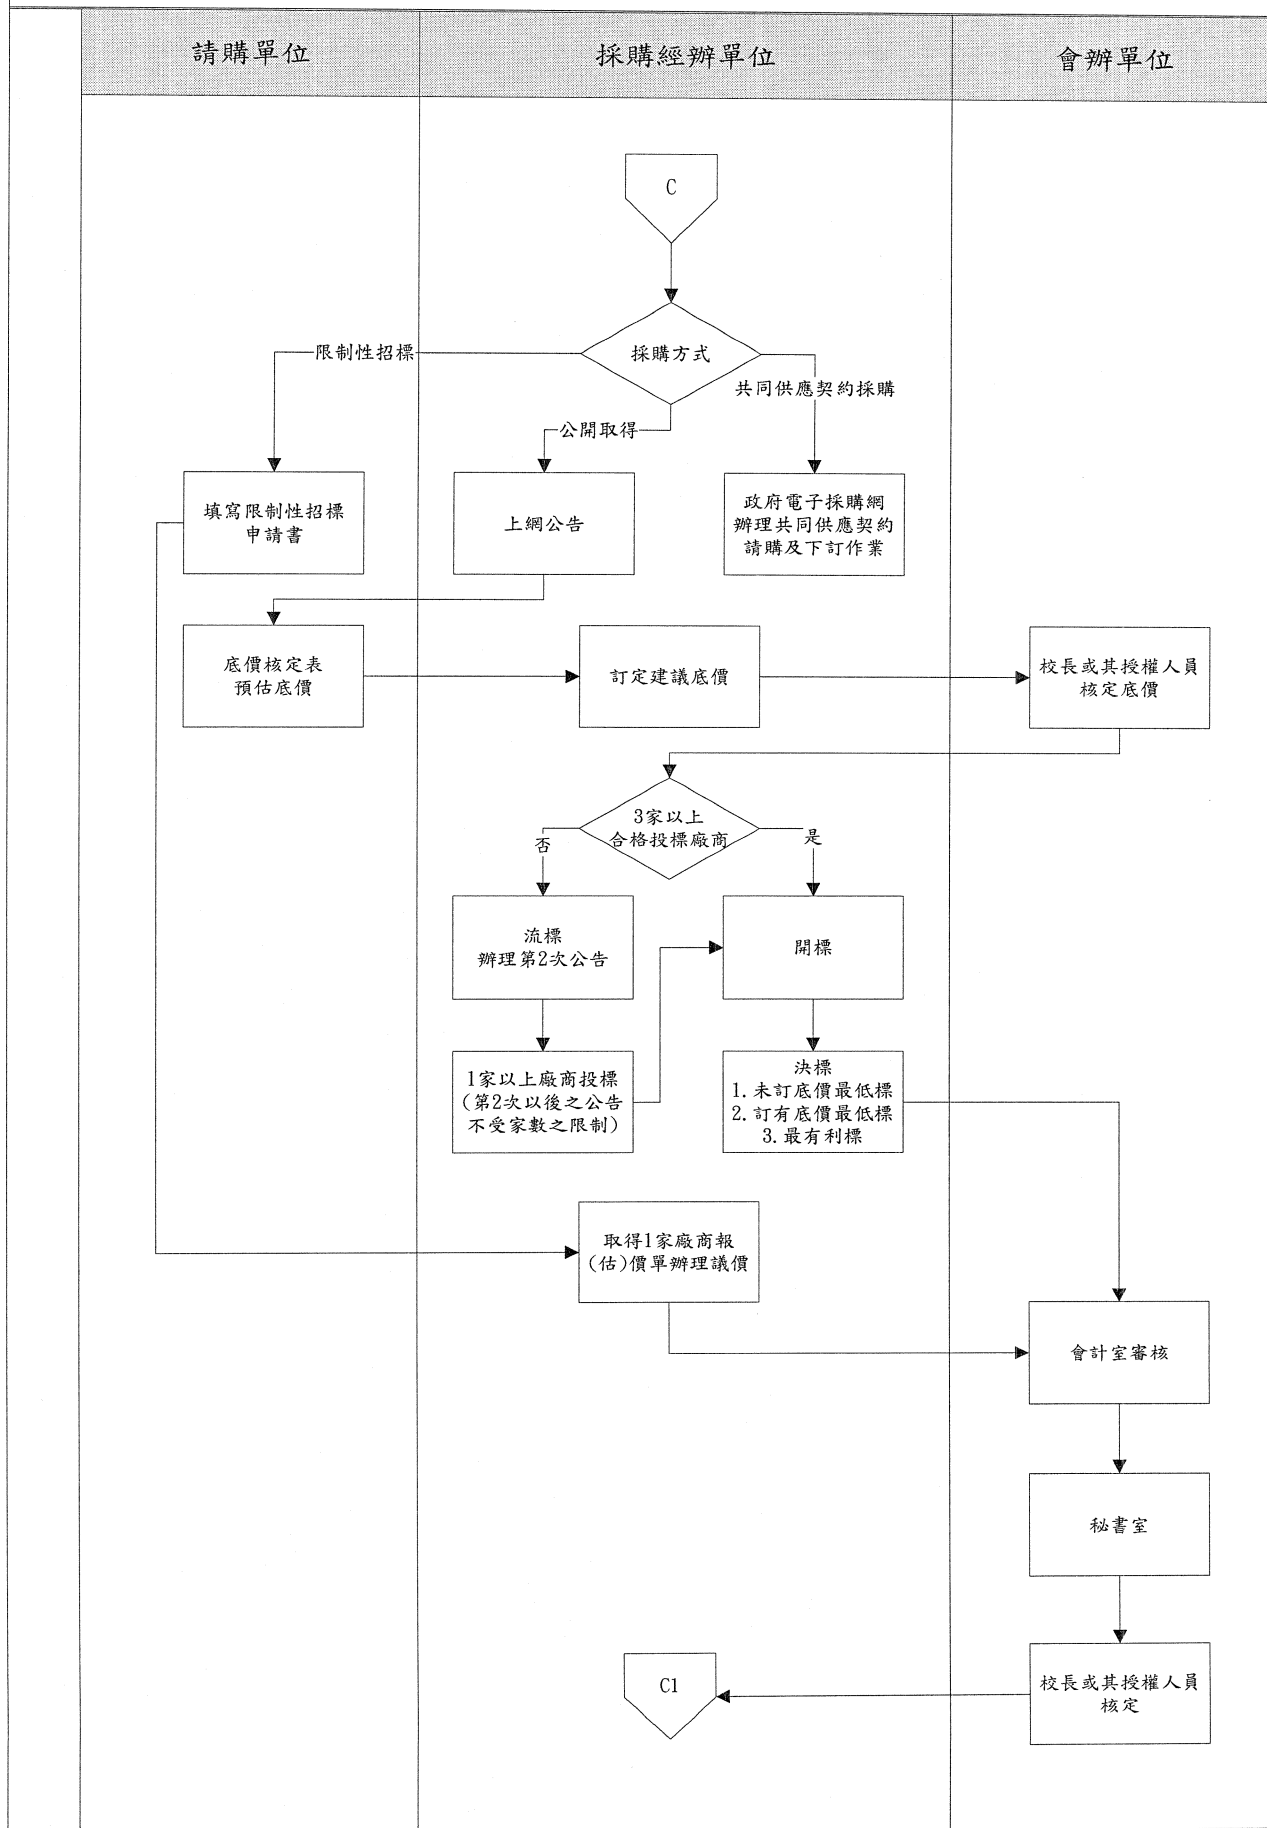 請購單位
採購經辦單位
會辦單位
C
採購方式
限制性招標
共同供應契約採購
公開取得
填寫限制性招標
申請書
上網公告
政府電子採購網
辦理共同供應契約
請購及下訂作業
底價核定表
預估底價
訂定建議底價
校長或其授權人員
核定底價
3家以上
合格投標廠商
否
是
流標
辦理第2次公告
開標
1家以上廠商投標
(第2次以後之公告
不受家數之限制)
決標
1.未訂底價最低標
2.訂有底價最低標
3.最有利標
取得1家廠商報
(估)價單辦理議價
會計室審核
秘書室
校長或其授權人員
核定
C1